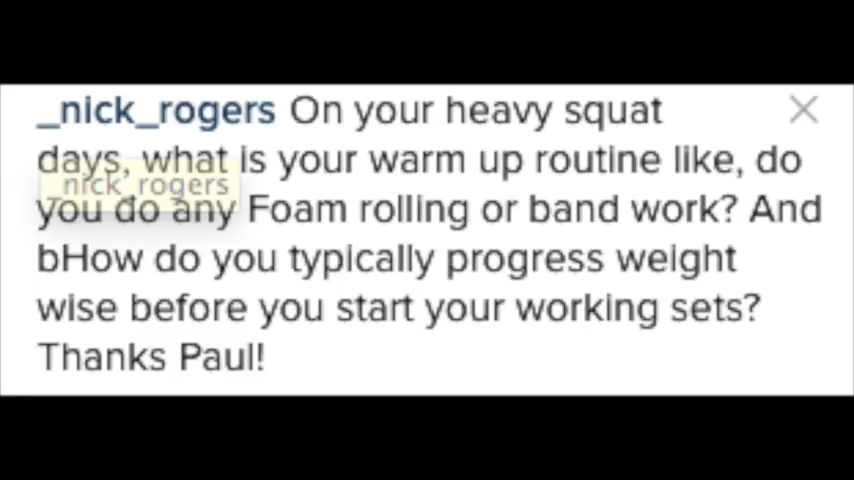 _nick_rogers On your heavy squat
days, what is your warm up routine like, do
_nick_rogers
you do any Foam rolling or band work? And
bHow do you typically progress weight
wise before you start your working sets?
Thanks Paul!